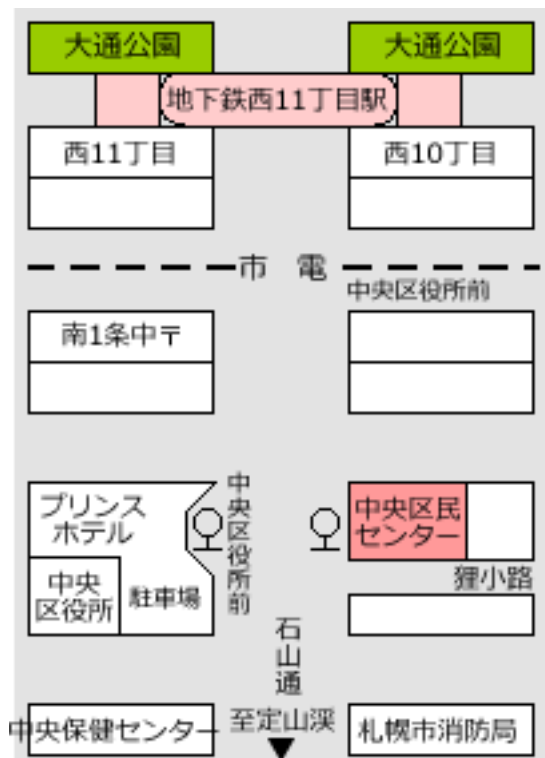 大通公園
大通公園
地下鉄西11丁目駅
西11丁目
西10丁目
市 電
中央区役所前
南1条中〒
プリンス
ホテル
中央
区役所
駐車場
中央区役所前
中央区民
センター
狸小路
石山通
中央保健センター
至定山渓
札幌市消防局